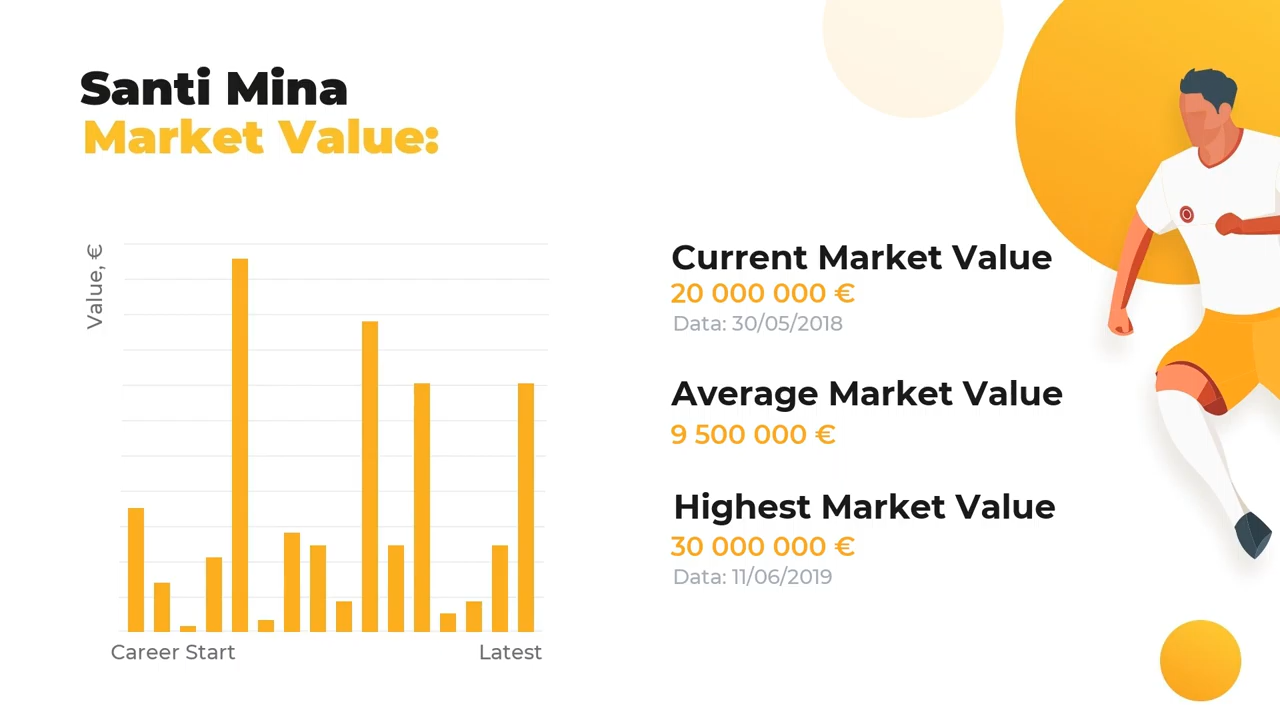 Santi Mina
Market Value:
Value, €
Career Start
Latest
Current Market Value
20 000 000 €
Data: 30/05/2018
Average Market Value
9 500 000 €
Highest Market Value
30 000 000 €
Data: 11/06/2019